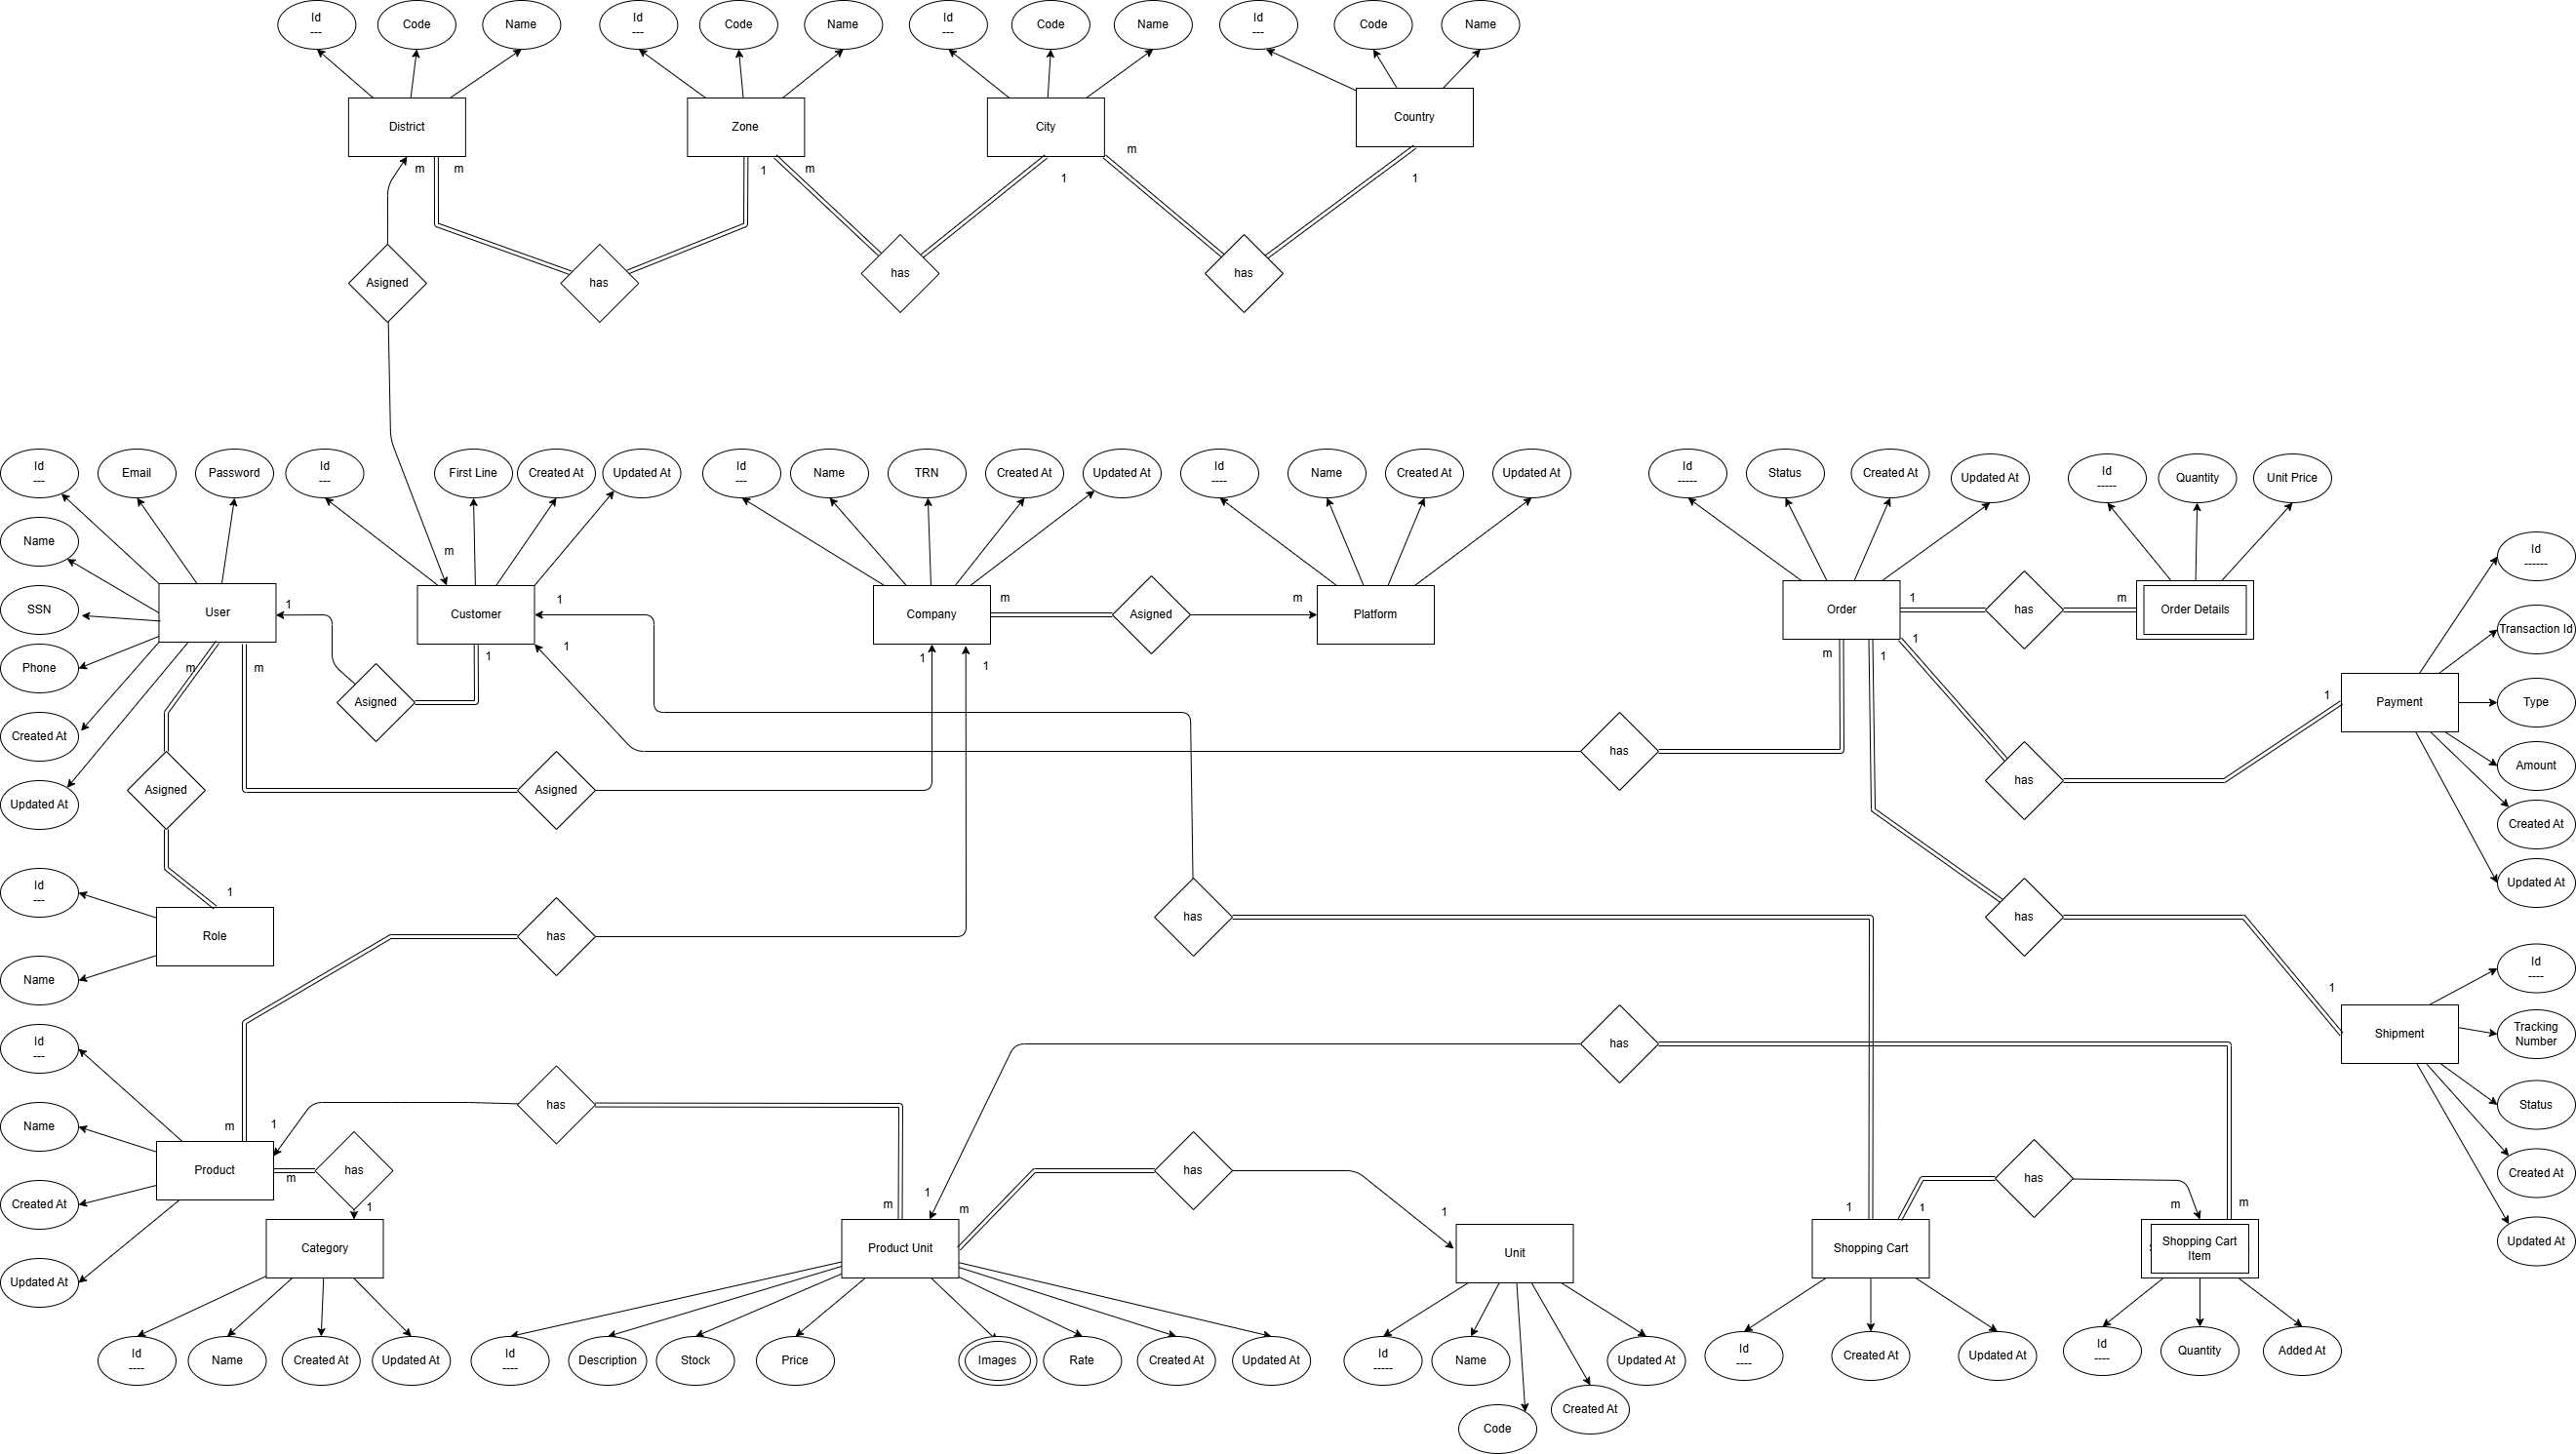 Id
---
Code
Name
Id
---
Code
Name
Id
---
Code
Name
Id
---
Code
Name
District
Zone
City
Country
m
m
1
m
1
m
1
Asigned
has
has
has
Id
---
Email
Password
Id
---
First Line
Created At
Updated At
Id
---
Name
TRN
Created At
Updated At
Id
----
Name
Created At
Updated At
Id
-----
Status
Created At
Updated At
Id
-----
Quantity
Unit Price
Name
SSN
Phone
Created At
Updated At
User
1
m
Customer
1
1
1
Asigned
m
m
Asigned
Asigned
Company
m
Asigned
m
Platform
1
1
Order
1
has
m
Order Details
m
1
1
has
has
1
Payment
Id
------
Transaction Id
Type
Amount
Created At
Updated At
Id
---
Name
1
Role
has
has
has
1
Shipment
Id
----
Tracking
Number
Status
Created At
Updated At
Id
---
Name
Created At
Updated At
m
1
Product
m
has
1
Category
has
has
m
1
m
Product Unit
has
1
Unit
1
1
Shopping Cart
has
m
m
Shopping Cart
Item
Id
----
Name
Created At
Updated At
Id
----
Description
Stock
Price
Images
Rate
Created At
Updated At
Id
-----
Name
Code
Created At
Updated At
Id
----
Created At
Updated At
Id
----
Quantity
Added At